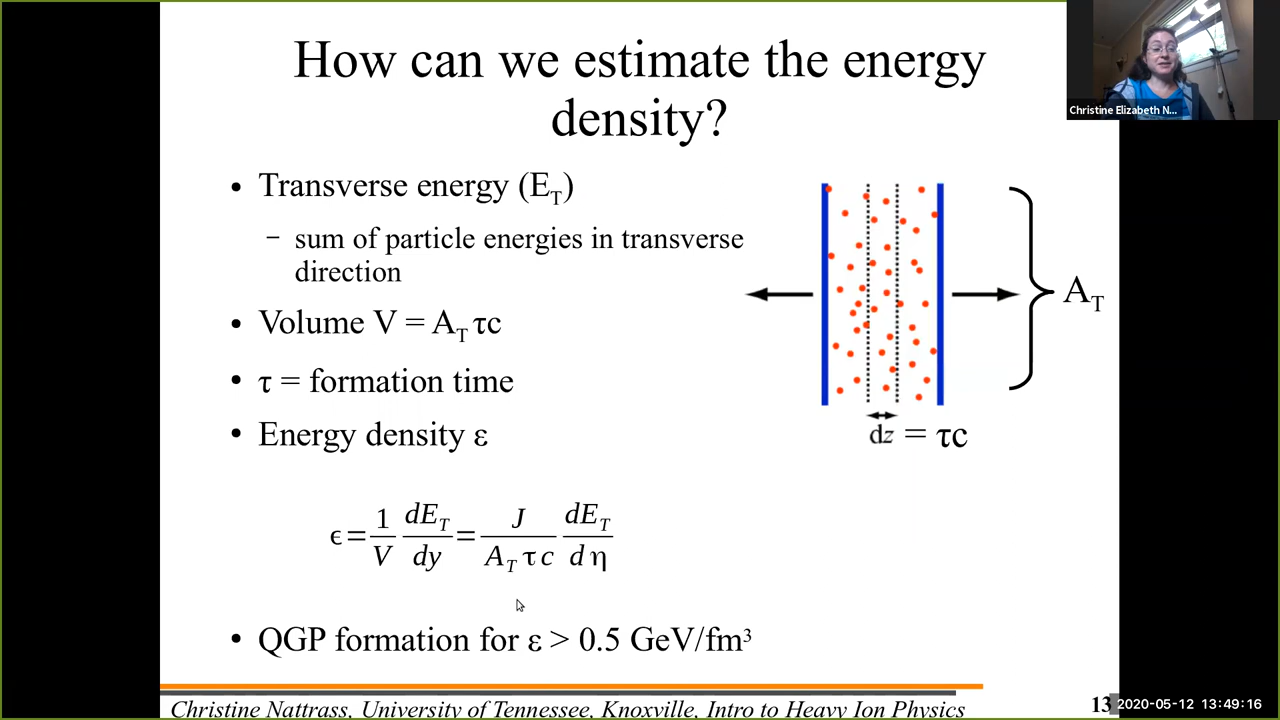 How can we estimate the energy
density?
Christine Elizabeth N...
• Transverse energy (E_T)
– sum of particle energies in transverse
direction
• Volume V = A_T τc
• τ = formation time
• Energy density ε
A_T
dz = τc
ϵ = 1/V dE_T/dy = J/(A_T τ c) dE_T/dη
• QGP formation for ε > 0.5 GeV/fm³
Christine Nattrass, University of Tennessee, Knoxville, Intro to Heavy Ion Physics
13
2020-05-12 13:49:16